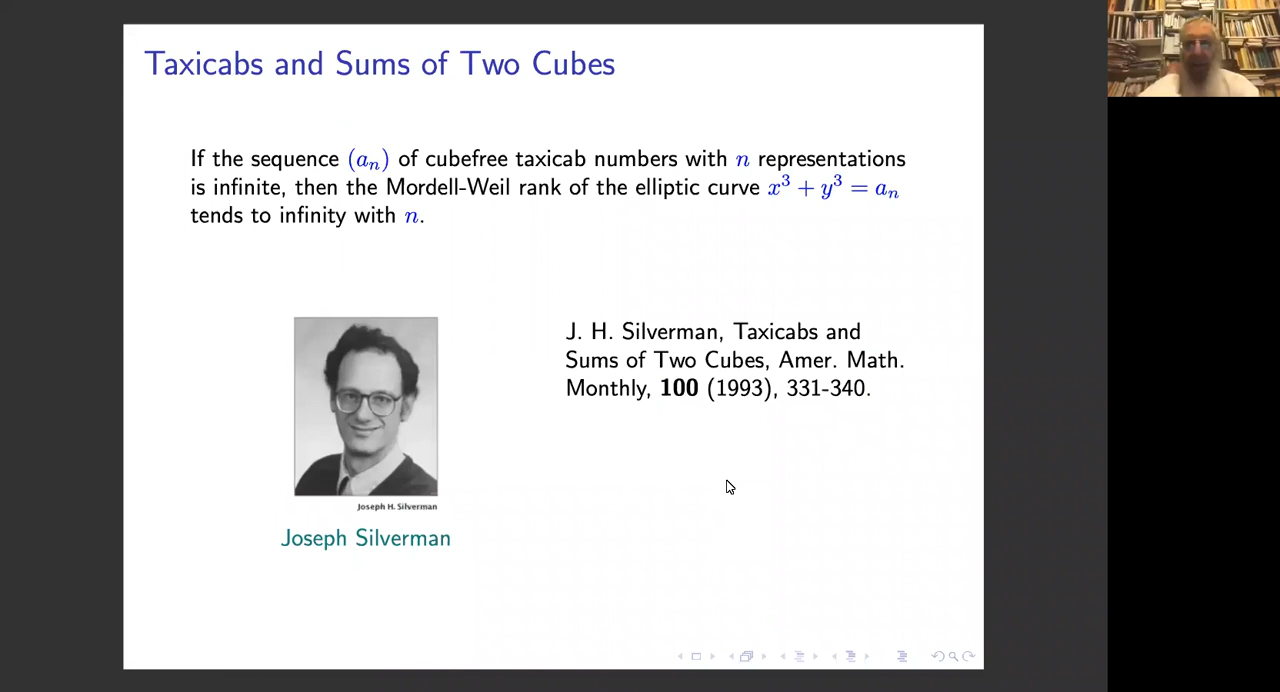 Taxicabs and Sums of Two Cubes
If the sequence (aₙ) of cubefree taxicab numbers with n representations
is infinite, then the Mordell-Weil rank of the elliptic curve x³ + y³ = aₙ
tends to infinity with n.
J. H. Silverman, Taxicabs and
Sums of Two Cubes, Amer. Math.
Monthly, 100 (1993), 331-340.
Joseph H. Silverman
Joseph Silverman